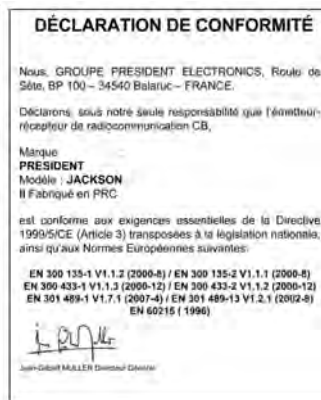 DÉCLARATION DE CONFORMITÉ
Nous, GROUPE PRESIDENT ELECTRONICS, Route de
Sète, BP 100 – 34540 Balaruc – FRANCE,
Déclarons, sous notre seule responsabilité que l'émetteur-
récepteur de radiocommunication CB,
Marque
PRESIDENT
Modèle : JACKSON
II Fabriqué en PRC
est conforme aux exigences essentielles de la Directive
1999/5/CE (Article 3) transposées à la législation nationale,
ainsi qu'aux Normes Européennes suivantes:
EN 300 135-1 V1.1.2 (2000-8) / EN 300 135-2 V1.1.1 (2000-8)
EN 300 433-1 V1.1.3 (2000-12) / EN 300 433-2 V1.1.2 (2000-12)
EN 301 489-1 V1.7.1 (2007-4) / EN 301 489-13 V1.2.1 (2002-8)
EN 60215 (1996)
Jean-Gilbert MULLER Directeur Général